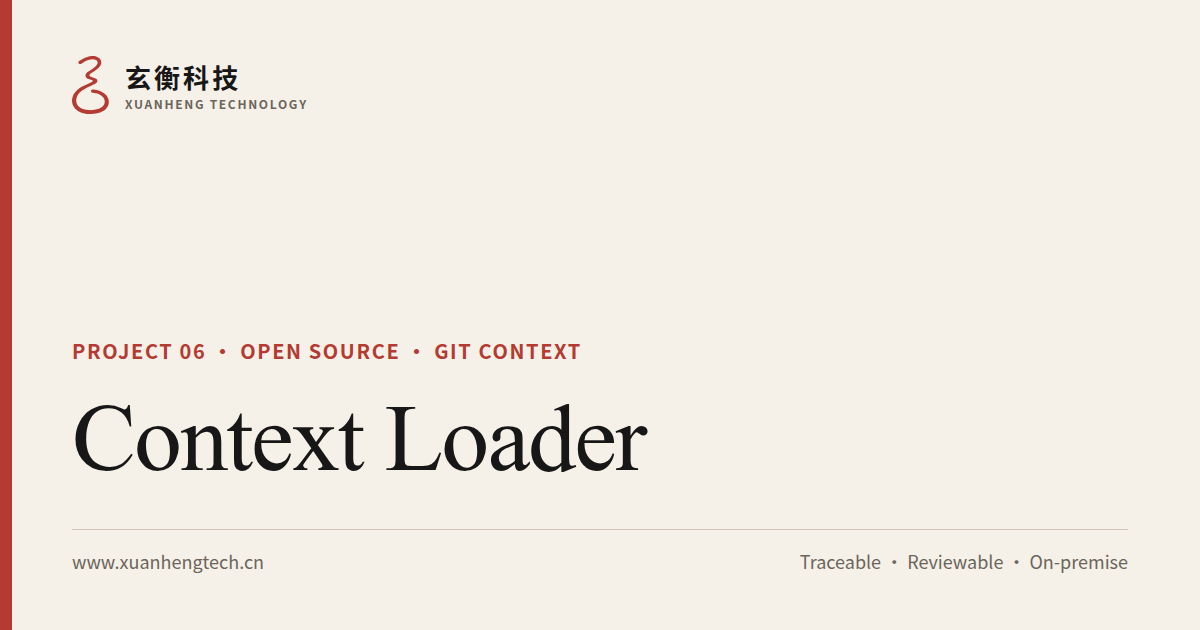 玄衡科技
XUANHENG TECHNOLOGY
PROJECT 06 • OPEN SOURCE • GIT CONTEXT
Context Loader
www.xuanhengtech.cn
Traceable • Reviewable • On-premise